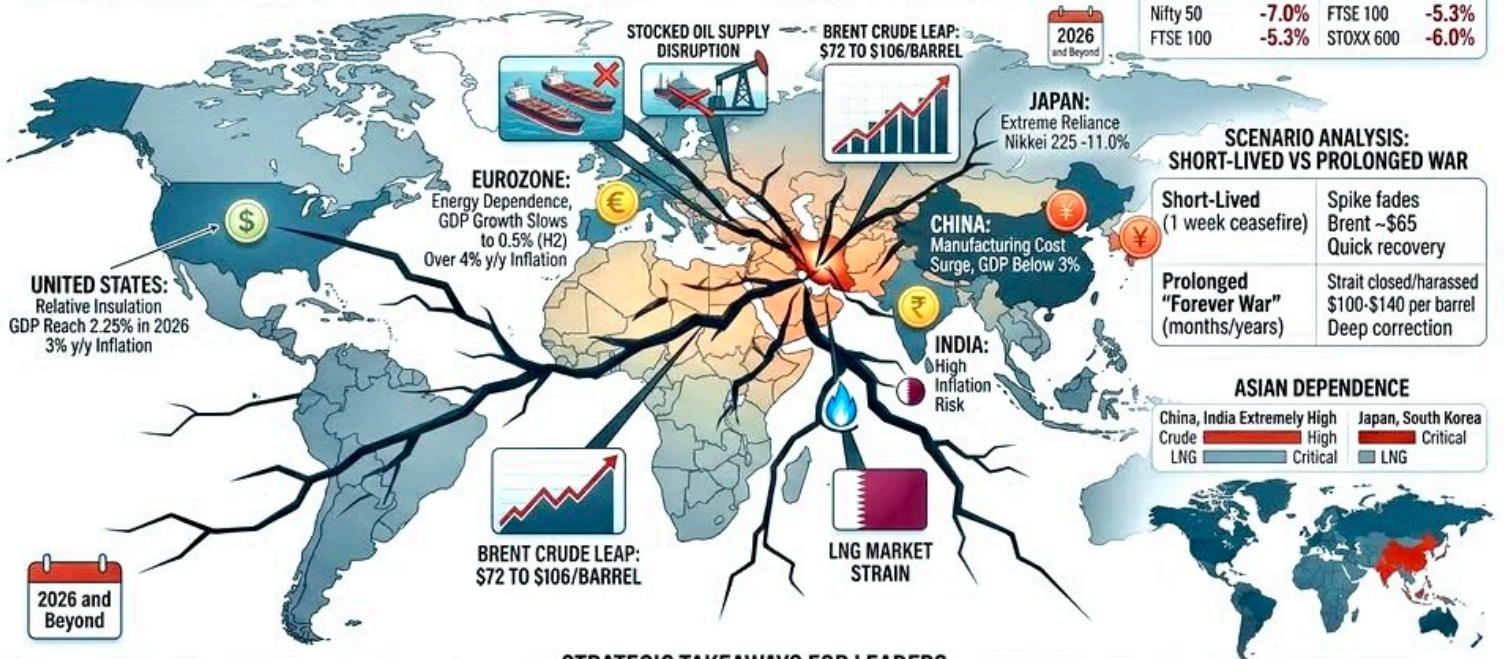 Nifty 50 -7.0% FTSE 100 -5.3%
FTSE 100 -5.3% STOXX 600 -6.0%
2026
and Beyond
STOCKED OIL SUPPLY
DISRUPTION
BRENT CRUDE LEAP:
$72 TO $106/BARREL
JAPAN:
Extreme Reliance
Nikkei 225 -11.0%
EUROZONE:
Energy Dependence,
GDP Growth Slows
to 0.5% (H2)
Over 4% y/y Inflation
€
$
UNITED STATES:
Relative Insulation
GDP Reach 2.25% in 2026
3% y/y Inflation
CHINA:
Manufacturing Cost
Surge, GDP Below 3%
¥
¥
₹
INDIA:
High
Inflation
Risk
SCENARIO ANALYSIS:
SHORT-LIVED VS PROLONGED WAR
Short-Lived
(1 week ceasefire)
Spike fades
Brent ~$65
Quick recovery
Prolonged
“Forever War”
(months/years)
Strait closed/harassed
$100-$140 per barrel
Deep correction
ASIAN DEPENDENCE
China, India Extremely High
Crude High
LNG Critical
Japan, South Korea
Critical
LNG
BRENT CRUDE LEAP:
$72 TO $106/BARREL
LNG MARKET
STRAIN
2026 and
Beyond
STRATEGIC TAKEAWAYS FOR LEADERS